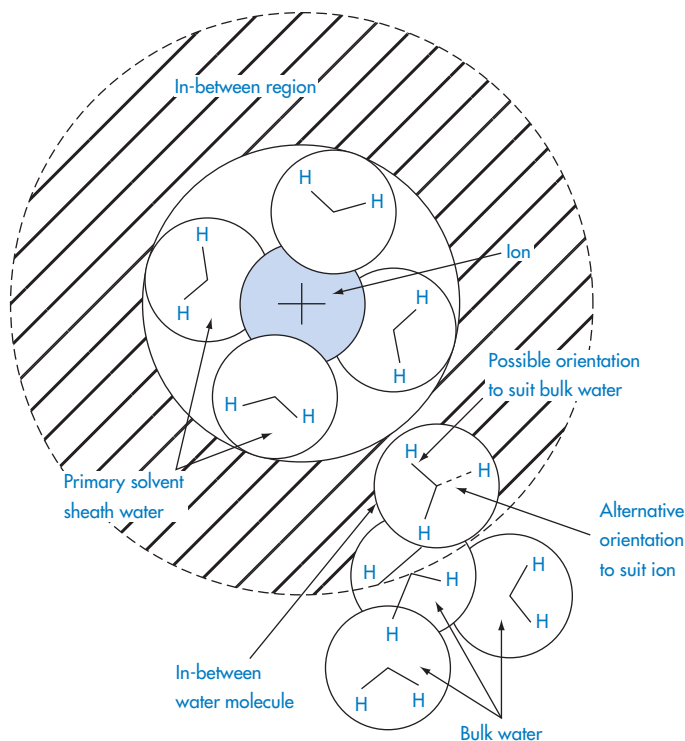 In-between region
H
H
H
H
Ion
H
H
H
H
Possible orientation
to suit bulk water
H
H
H
Primary solvent
sheath water
Alternative
orientation
to suit ion
H
H
H
H
H
In-between
water molecule
H
H
Bulk water